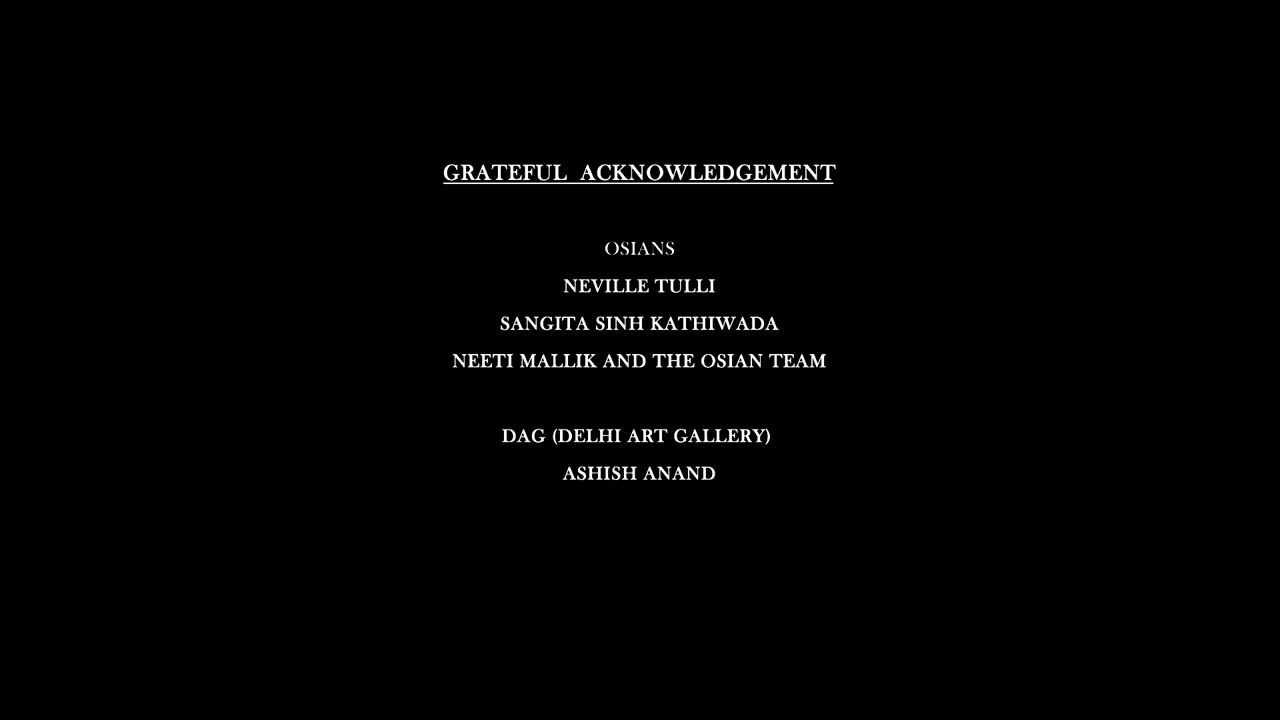 GRATEFUL ACKNOWLEDGEMENT
OSIANS
NEVILLE TULLI
SANGITA SINH KATHIWADA
NEETI MALLIK AND THE OSIAN TEAM
DAG (DELHI ART GALLERY)
ASHISH ANAND